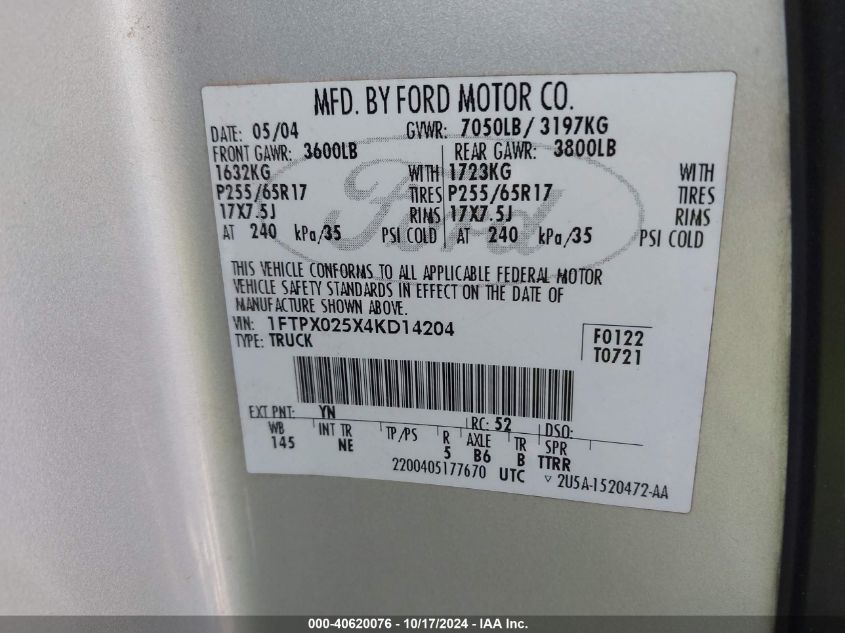 MFD. BY FORD MOTOR CO.
DATE: 05/04 GVWR: 7050LB/ 3197KG
FRONT GAWR: 3600LB REAR GAWR: 3800LB
1632KG WITH 1723KG WITH
P255/65R17 TIRES P255/65R17 TIRES
17X7.5J RIMS 17X7.5J RIMS
AT 240 kPa/35 PSI COLD AT 240 kPa/35 PSI COLD
Ford
THIS VEHICLE CONFORMS TO ALL APPLICABLE FEDERAL MOTOR
VEHICLE SAFETY STANDARDS IN EFFECT ON THE DATE OF
MANUFACTURE SHOWN ABOVE.
VIN: 1FTPX025X4KD14204
TYPE: TRUCK
F0122
T0721
EXT PNT: YN RC: 52 DSO:
WB INT TR TP/PS R AXLE TR SPR
145 NE 5 B6 B TTRR
2200405177670 UTC 2U5A-1520472-AA
000-40620076 - 10/17/2024 - IAA Inc.